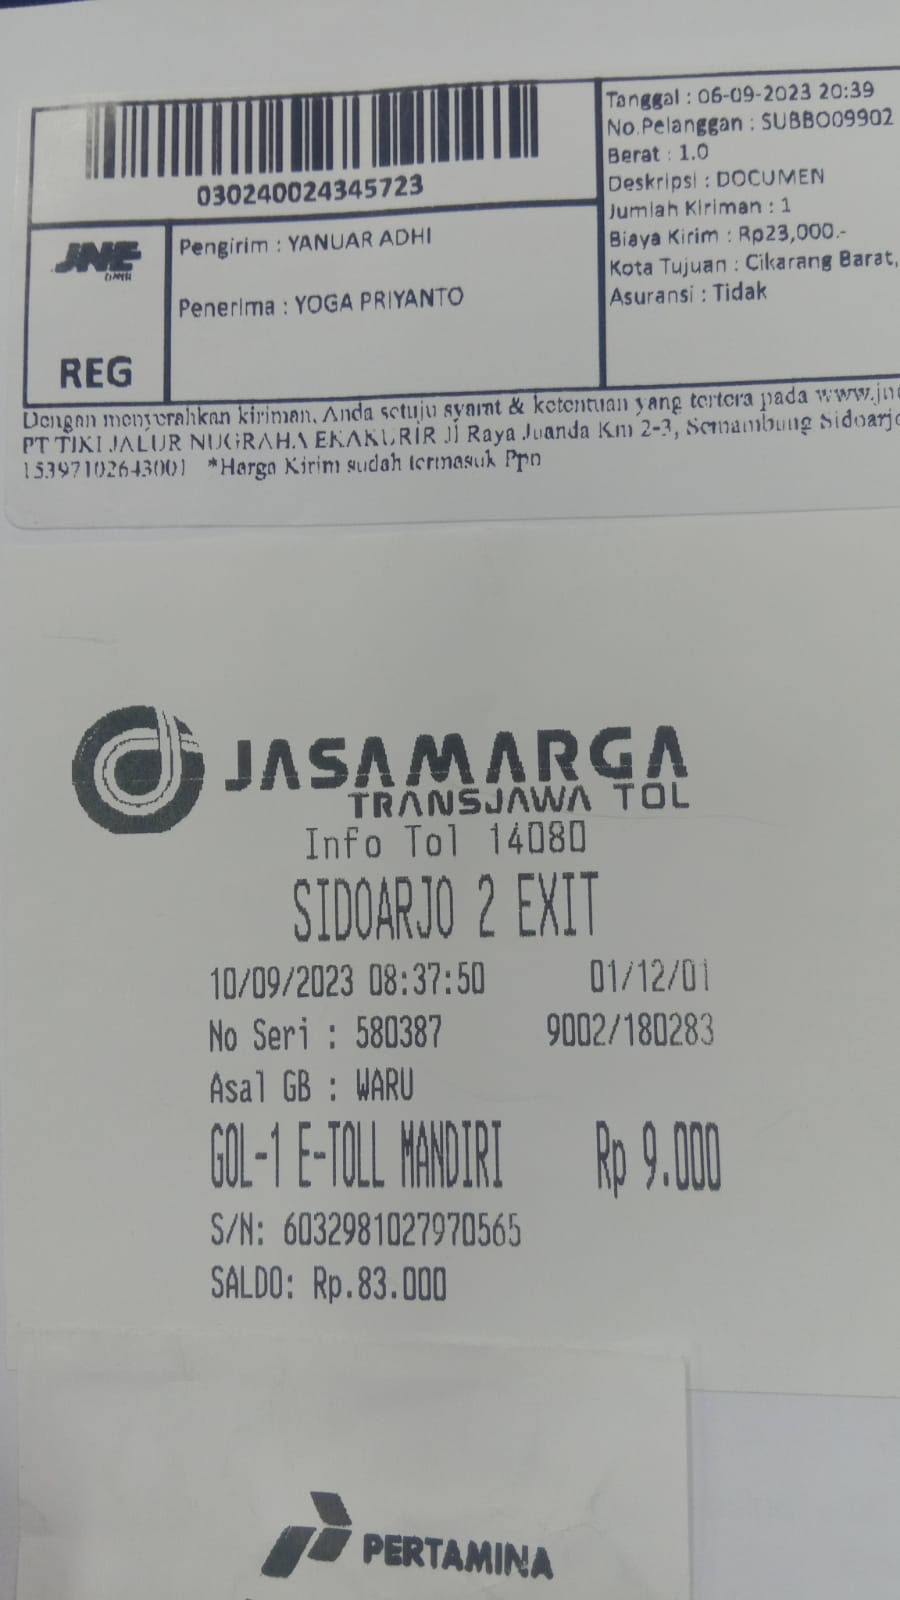 030240024345723
JNE
REG
Pengirim : YANUAR ADHI
Penerima : YOGA PRIYANTO
Tanggal : 06-09-2023 20:39
No.Pelanggan : SUBBO09902
Berat : 1.0
Deskripsi : DOCUMEN
Jumlah Kiriman : 1
Biaya Kirim : Rp23,000.-
Kota Tujuan : Cikarang Barat,
Asuransi : Tidak
Dengan menyerahkan kiriman, Anda setuju syarat & ketentuan yang tertera pada www.jne
PT TIKI JALUR NUGRAHA EKAKURIR Jl Raya Juanda Km 2-3, Semambung Sidoarjo
15397102643001 *Harga Kirim sudah termasuk Ppn
JASAMARGA
TRANSJAWA TOL
Info Tol 14080
SIDOARJO 2 EXIT
10/09/2023 08:37:50 01/12/01
No Seri : 580387 9002/180283
Asal GB : WARU
GOL-1 E-TOLL MANDIRI Rp 9.000
S/N: 6032981027970565
SALDO: Rp.83.000
PERTAMINA